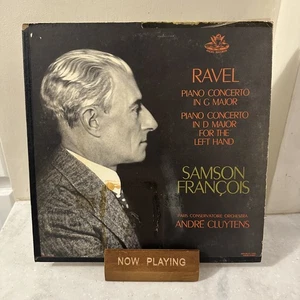 RAVEL
PIANO CONCERTO
IN G MAJOR
PIANO CONCERTO
IN D MAJOR
FOR THE
LEFT HAND
SAMSON
FRANÇOIS
PARIS CONSERVATOIRE ORCHESTRA
ANDRÉ CLUYTENS
NOW PLAYING